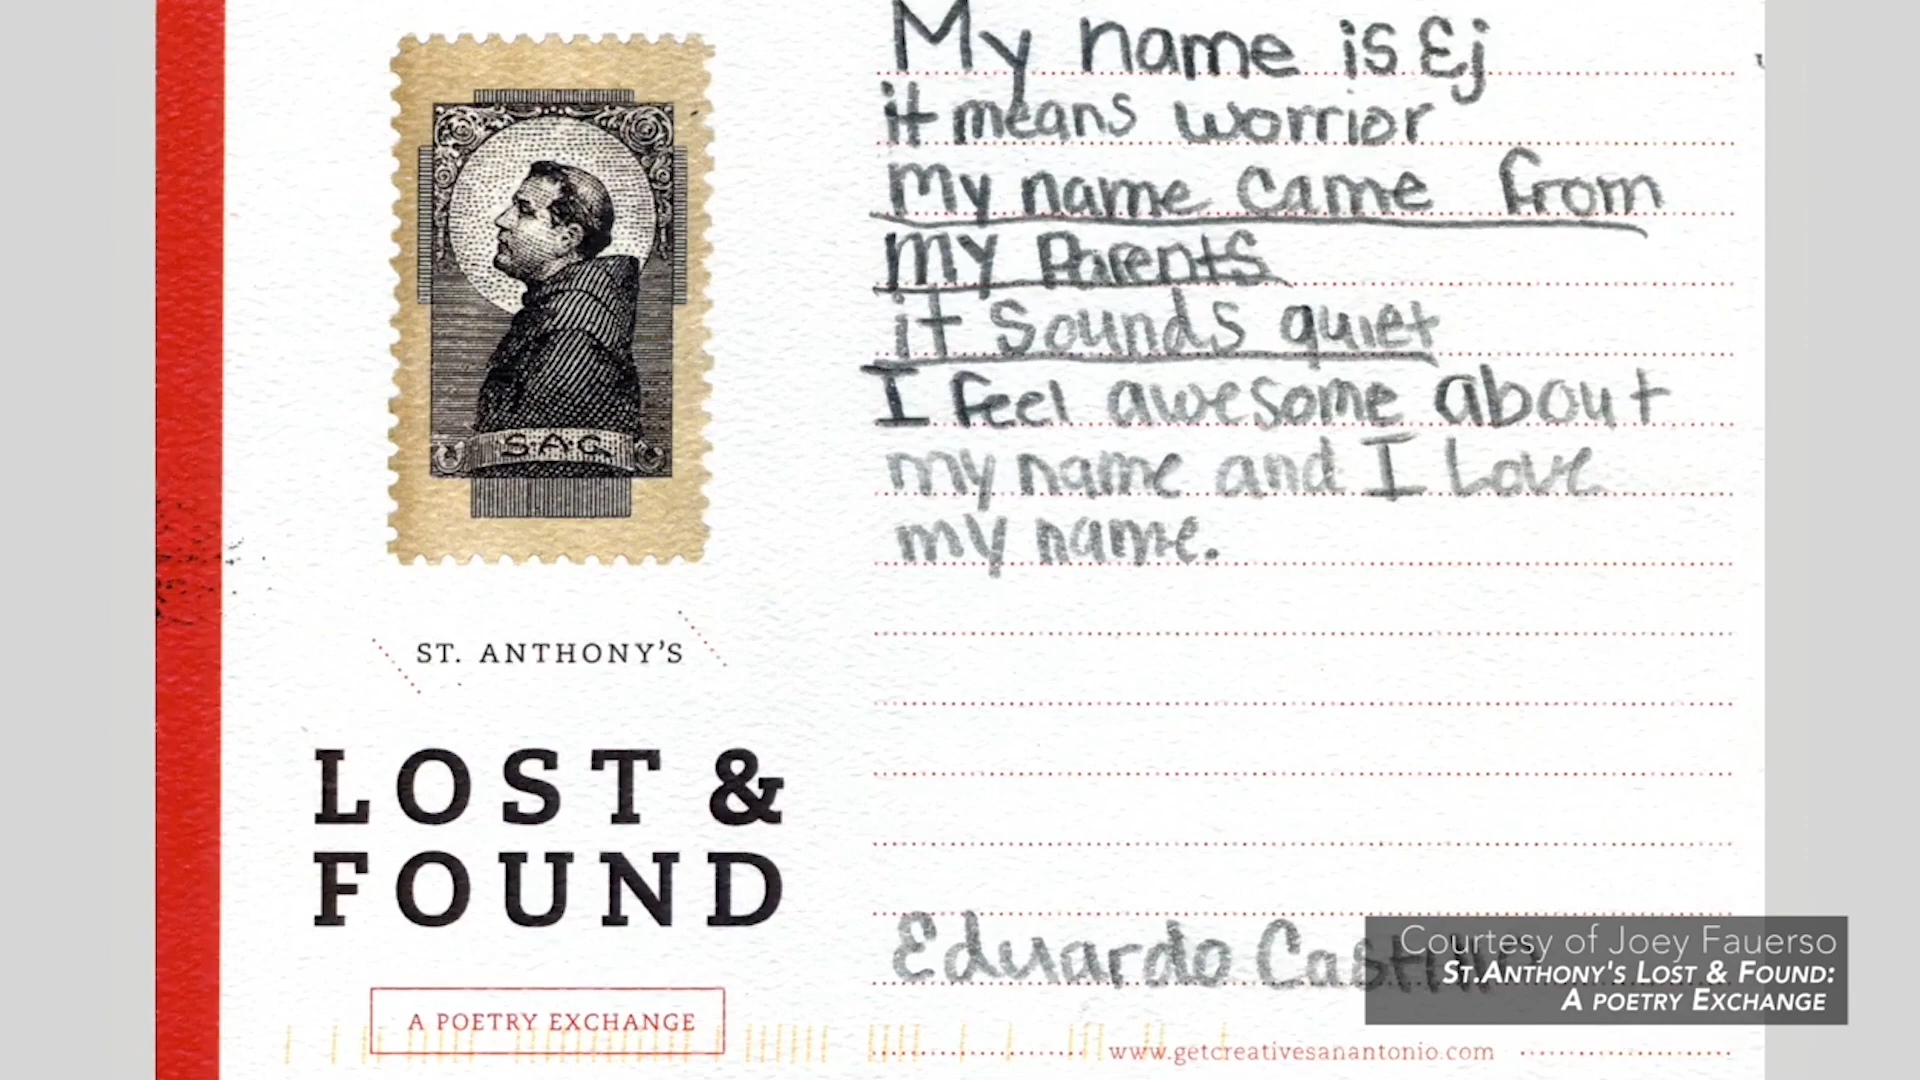 My name is Ej
it means worrior
my name came from
my Parents
it Sounds quiet
I feel awesome about
my name and I Love
my name.
S.A.C.
ST. ANTHONY'S
LOST &
FOUND
A POETRY EXCHANGE
Eduardo
www.getcreativesanantonio.com
Courtesy of Joey Fauerso
ST.ANTHONY'S LOST & FOUND:
A POETRY EXCHANGE